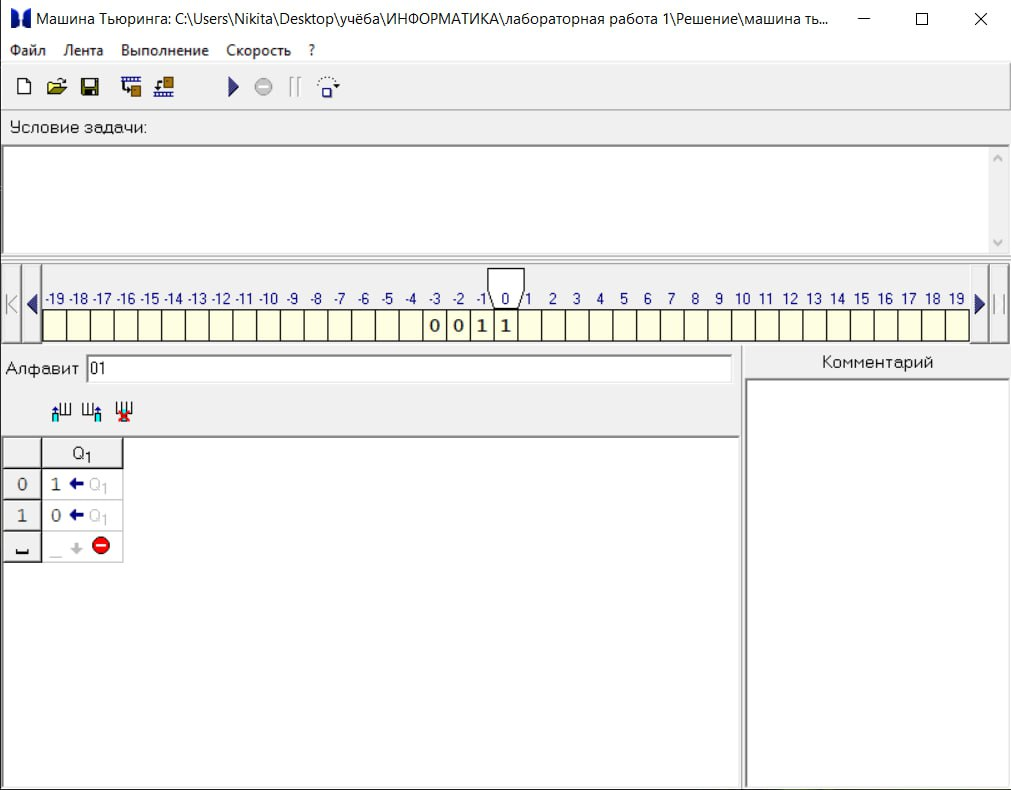 Машина Тьюринга: C:\Users\Nikita\Desktop\учёба\ИНФОРМАТИКА\лабораторная работа 1\Решение\машина ть...
Файл Лента Выполнение Скорость ?
Условие задачи:
-19 -18 -17 -16 -15 -14 -13 -12 -11 -10 -9 -8 -7 -6 -5 -4 -3 -2 -1 0 1 2 3 4 5 6 7 8 9 10 11 12 13 14 15 16 17 18 19
0 0 1 1
Алфавит 01
Комментарий
Q1
0 1 Q1
1 0 Q1
_